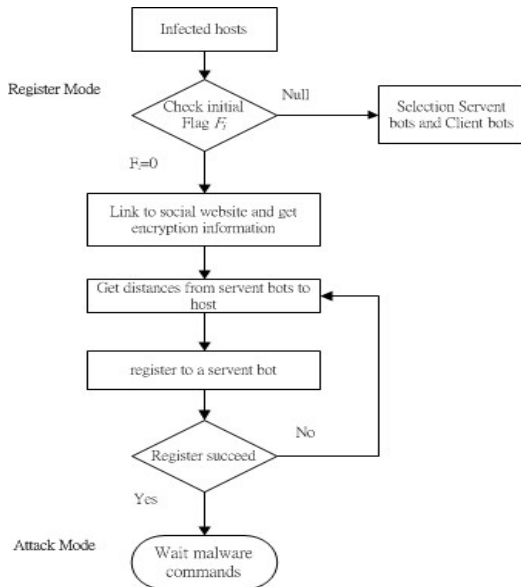 Infected hosts
Register Mode
Check initial
Flag Fi
Null
Selection Servent
bots and Client bots
Fi=0
Link to social website and get
encryption information
Get distances from servent bots to
host
register to a servent bot
No
Register succeed
Yes
Attack Mode
Wait malware
commands